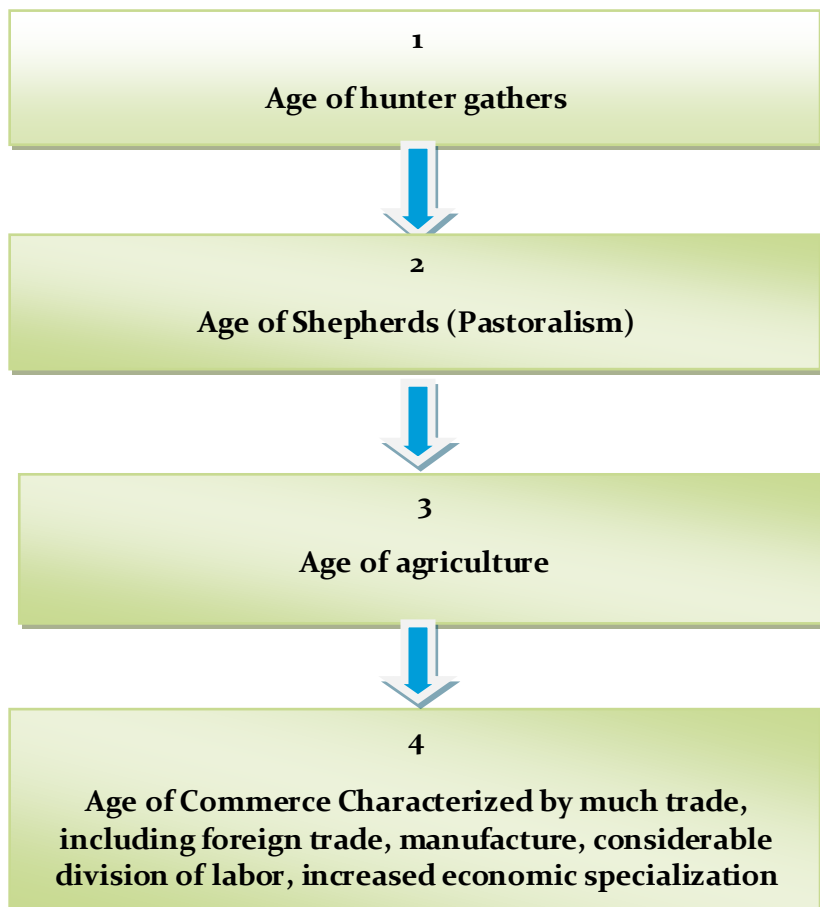 1
Age of hunter gathers
2
Age of Shepherds (Pastoralism)
3
Age of agriculture
4
Age of Commerce Characterized by much trade,
including foreign trade, manufacture, considerable
division of labor, increased economic specialization